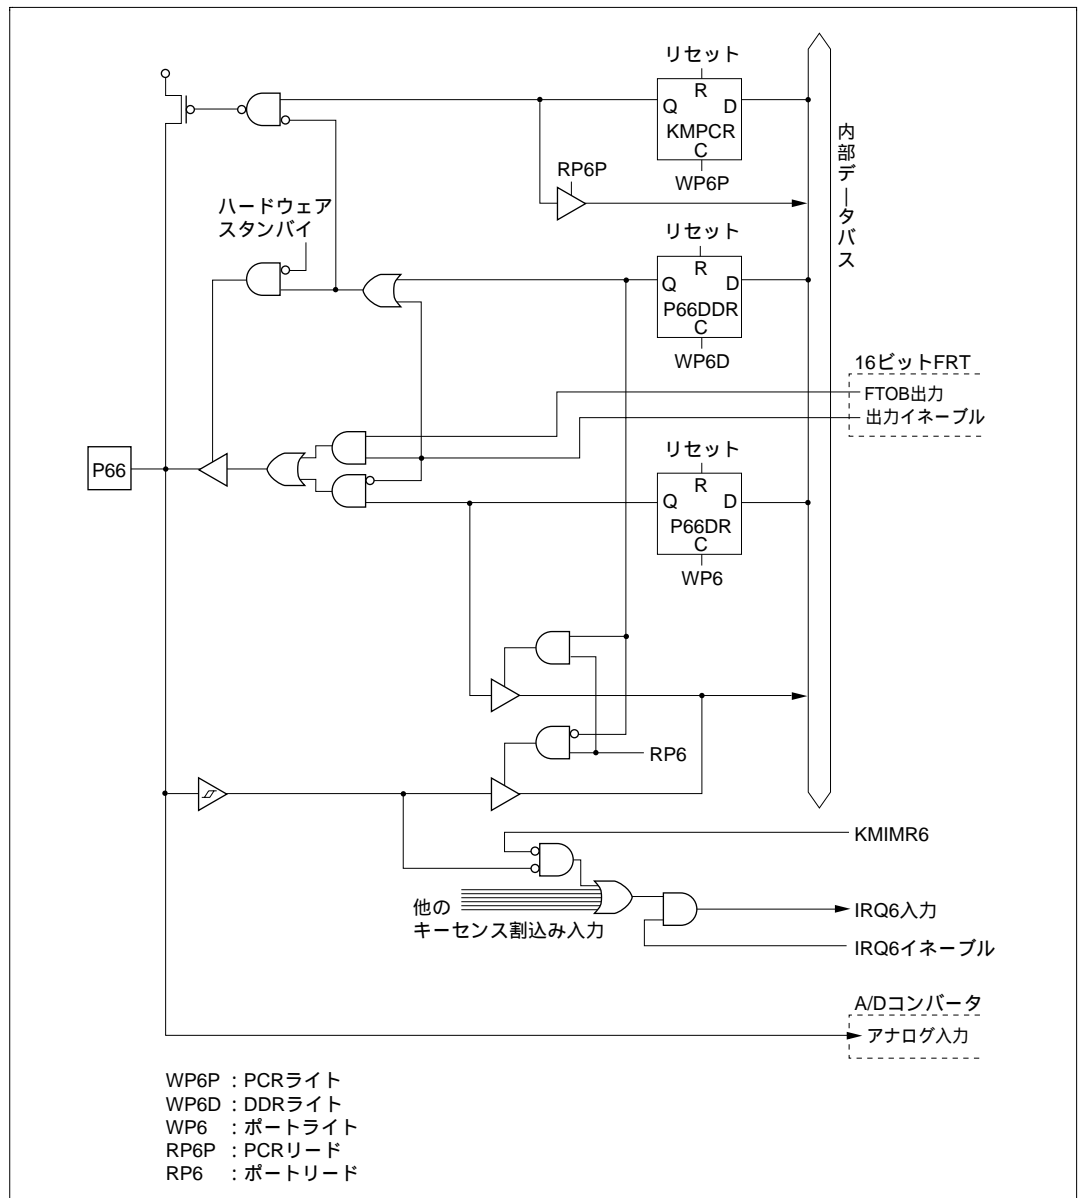 リセット
R
Q D
KMPCR
C
WP6P
RP6P
内部データバス
ハードウェア
スタンバイ
リセット
R
Q D
P66DDR
C
WP6D
16ビットFRT
FTOB出力
出力イネーブル
P66
リセット
R
Q D
P66DR
C
WP6
RP6
KMIMR6
他の
キーセンス割込み入力
IRQ6入力
IRQ6イネーブル
A/Dコンバータ
アナログ入力
WP6P : PCRライト
WP6D : DDRライト
WP6 : ポートライト
RP6P : PCRリード
RP6 : ポートリード